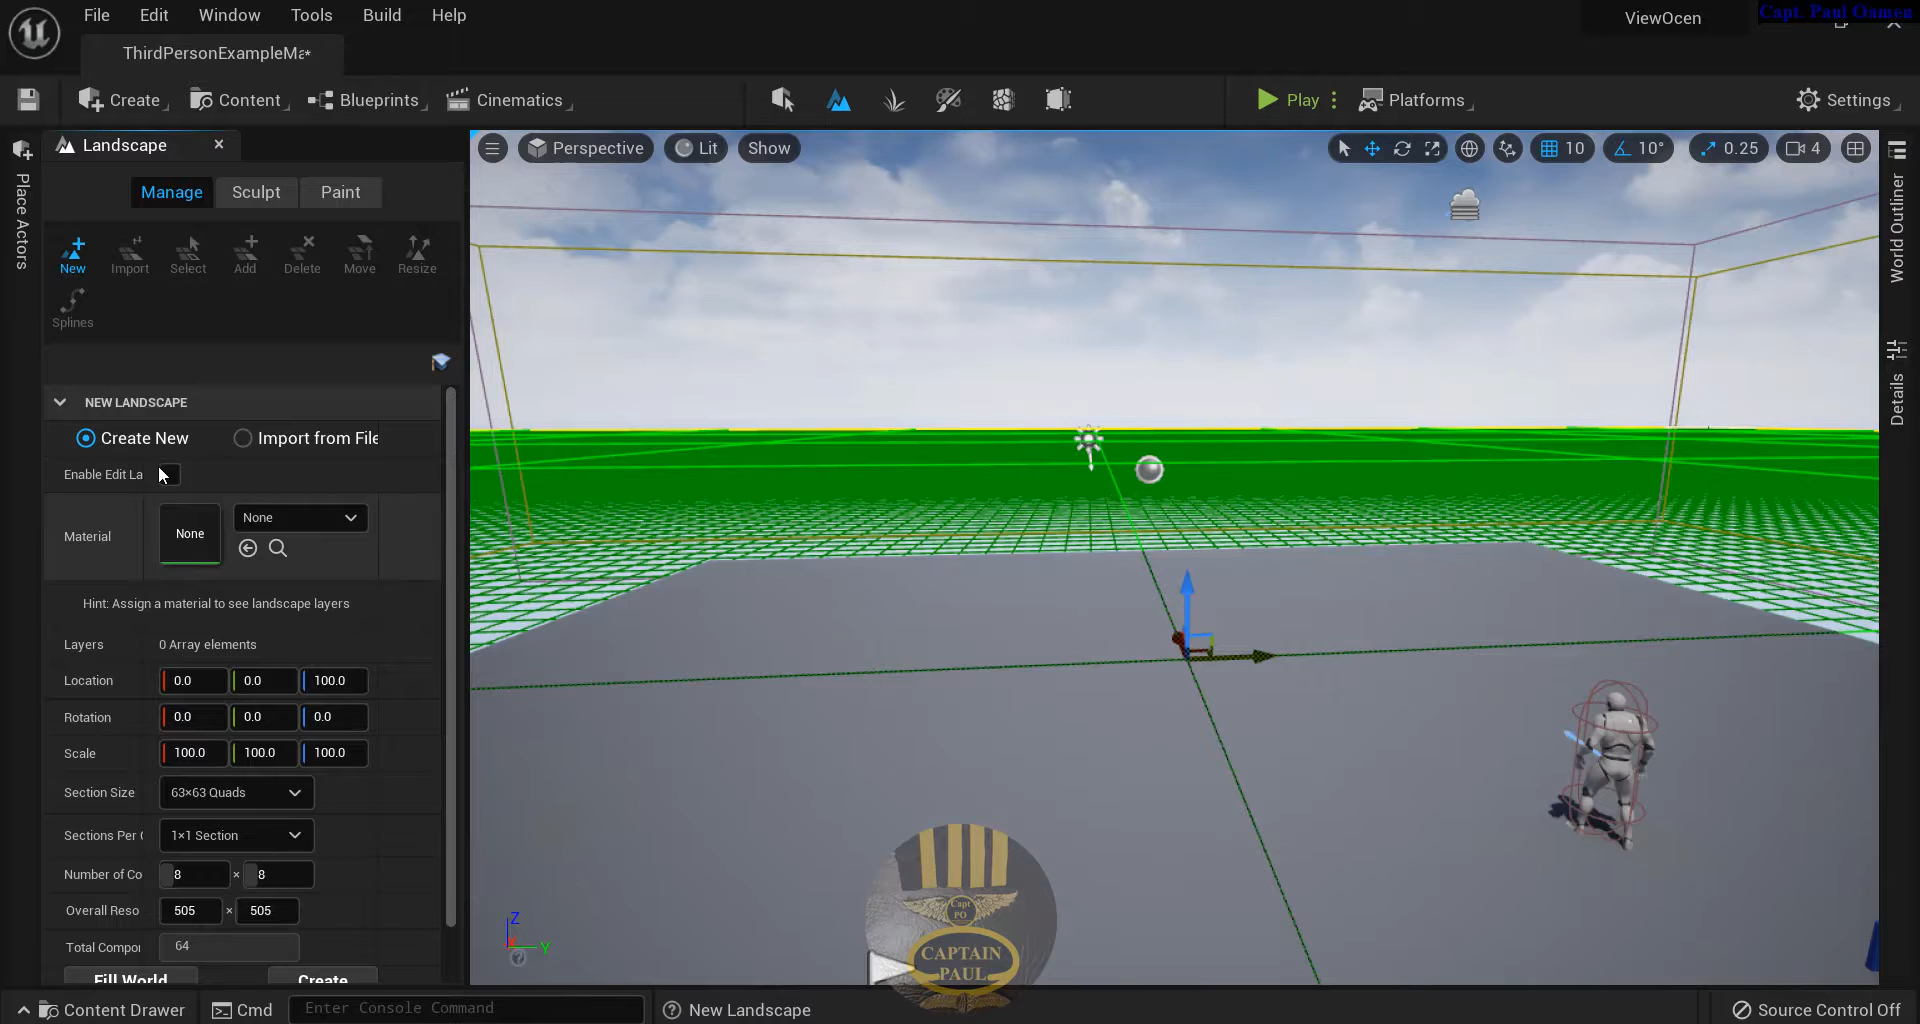 File Edit Window Tools Build Help
ViewOcen
Capt. Paul Oamen
ThirdPersonExampleMa*
Create Content Blueprints Cinematics
Play Platforms
Settings
Landscape
Perspective Lit Show
10 10° 0.25 4
Place Actors
World Outliner
Details
Manage Sculpt Paint
New Import Select Add Delete Move Resize
Splines
NEW LANDSCAPE
Create New Import from File
Enable Edit La
Material
None
None
Hint: Assign a material to see landscape layers
Layers 0 Array elements
Location 0.0 0.0 100.0
Rotation 0.0 0.0 0.0
Scale 100.0 100.0 100.0
Section Size 63×63 Quads
Sections Per 1×1 Section
Number of Co 8 × 8
Overall Reso 505 × 505
Total Compor 64
Fill World Create
Z
X
Y
Capt
PO
CAPTAIN
PAUL
Content Drawer Cmd Enter Console Command New Landscape Source Control Off